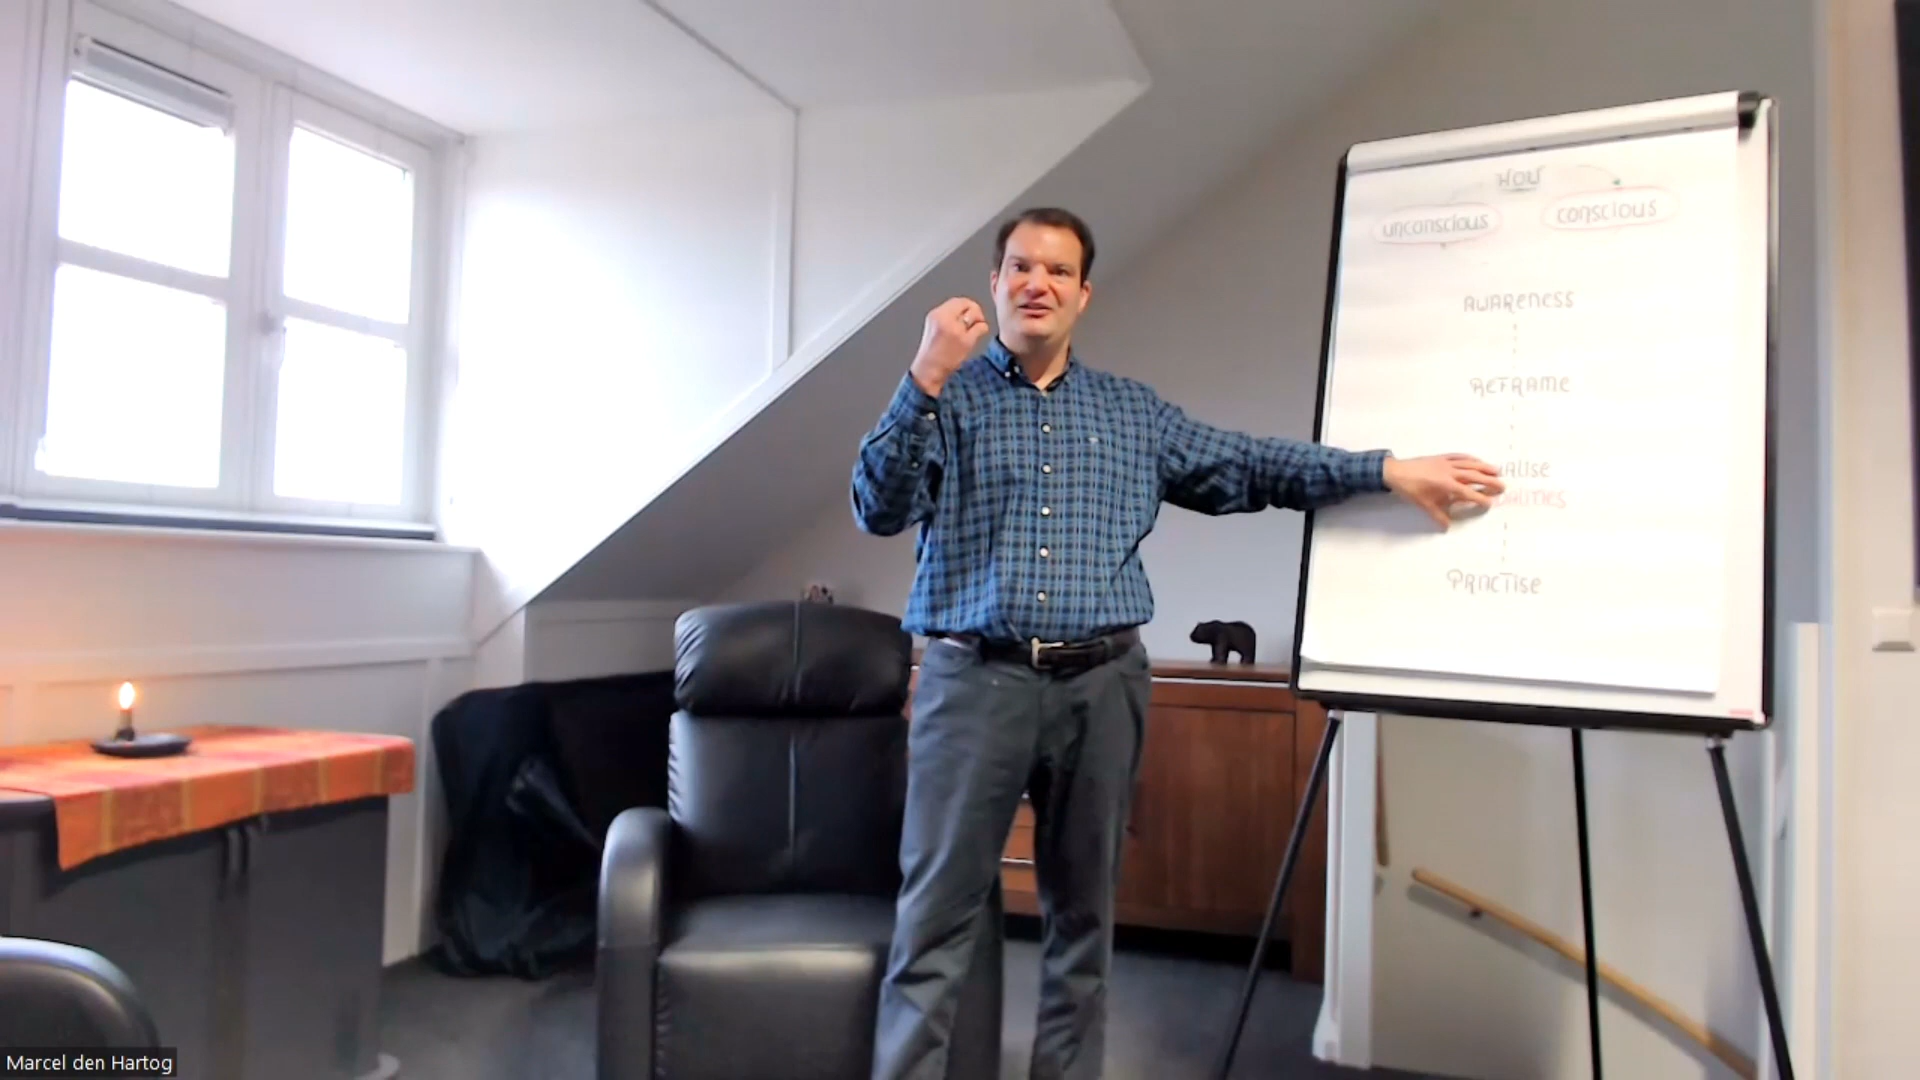 HOW
unconscious
conscious
AWARENESS
REFRAME
PRACTISE
Marcel den Hartog